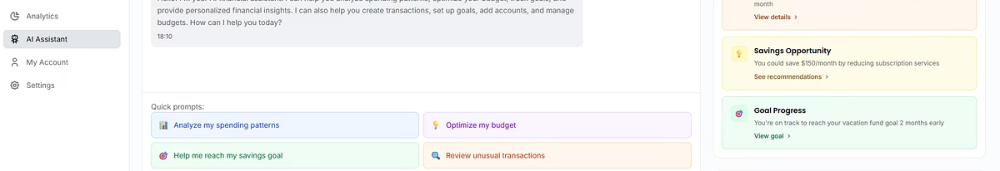 Analytics
AI Assistant
My Account
Settings
provide personalized financial insights. I can also help you create transactions, set up goals, add accounts, and manage
budgets. How can I help you today?
18:10
Quick prompts:
Analyze my spending patterns
Optimize my budget
Help me reach my savings goal
Review unusual transactions
month
View details
Savings Opportunity
You could save $150/month by reducing subscription services
See recommendations
Goal Progress
You're on track to reach your vacation fund goal 2 months early
View goal